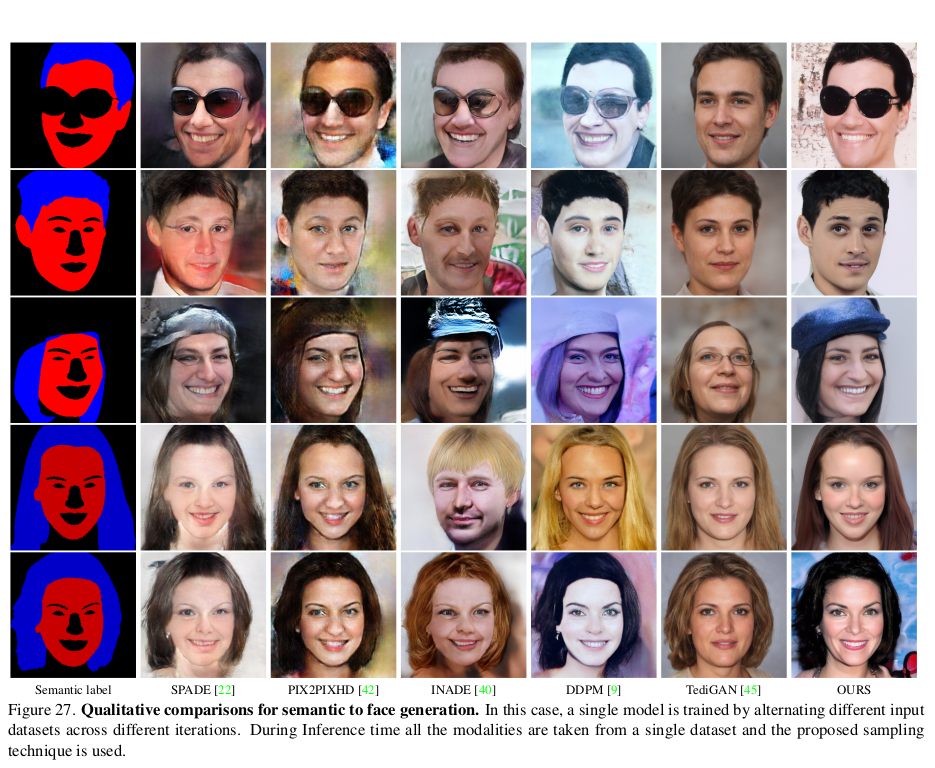 Semantic label SPADE [22] PIX2PIXHD [42] INADE [40] DDPM [9] TediGAN [45] OURS
Figure 27. Qualitative comparisons for semantic to face generation. In this case, a single model is trained by alternating different input
datasets across different iterations. During Inference time all the modalities are taken from a single dataset and the proposed sampling
technique is used.